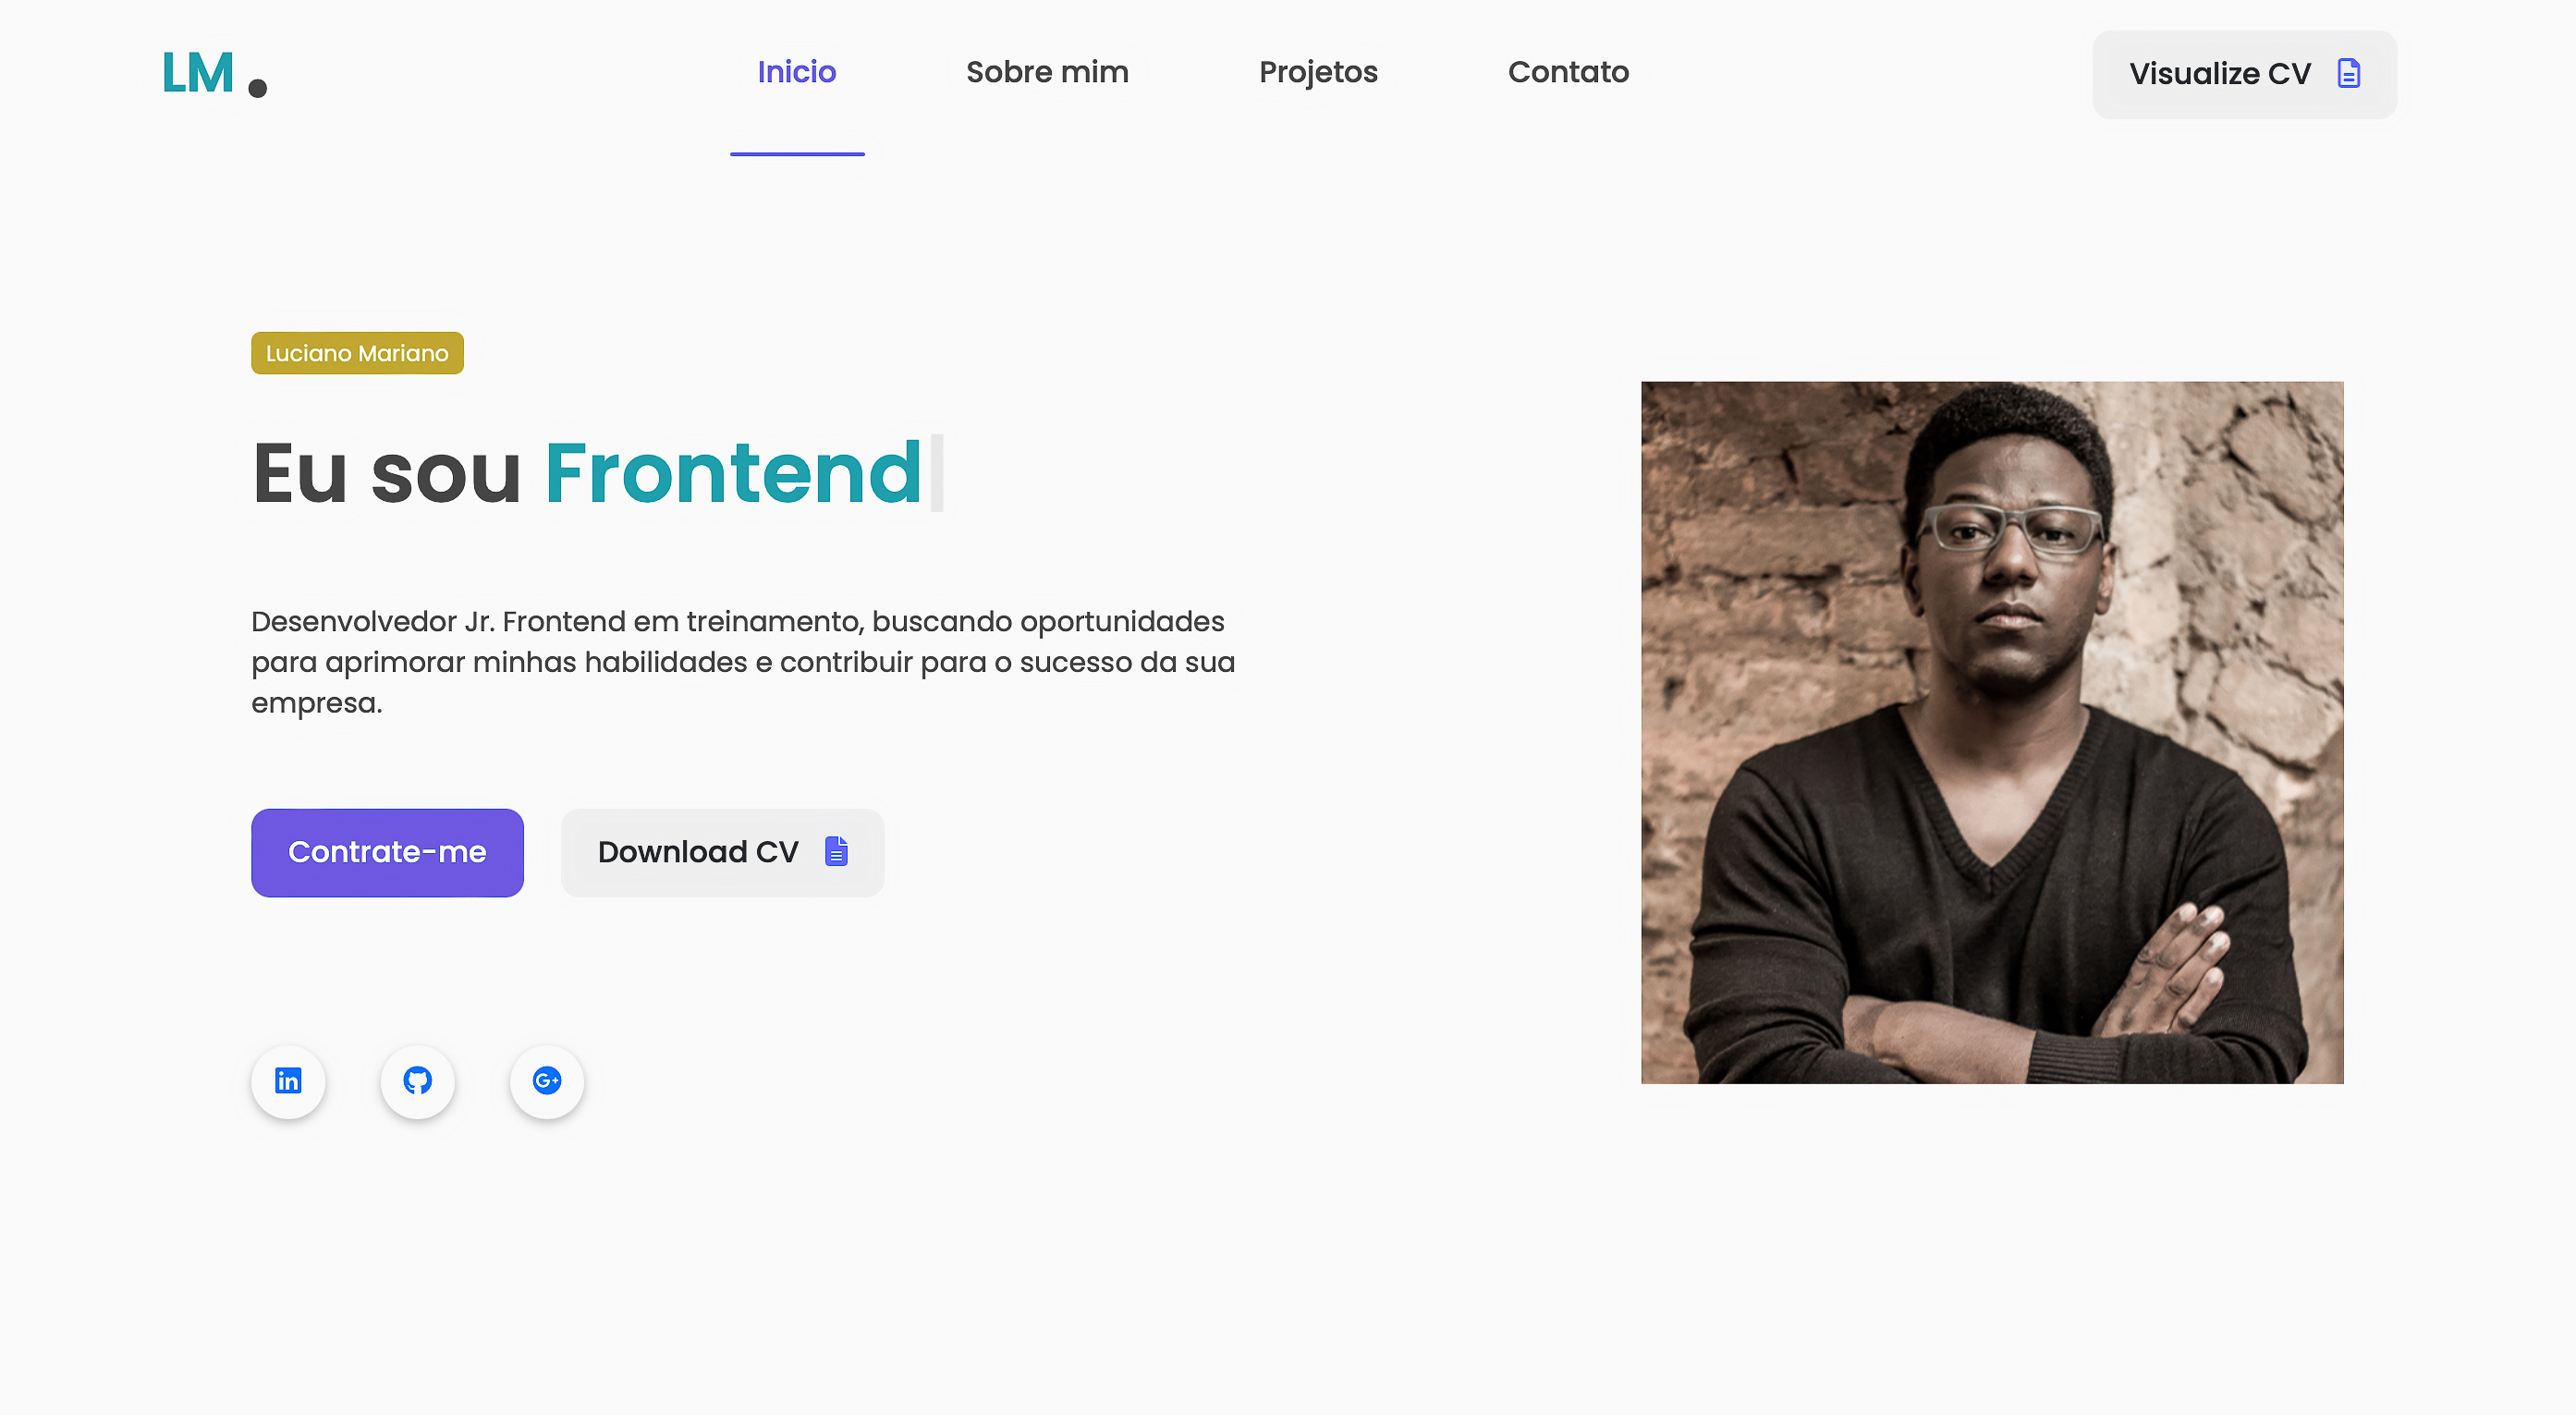 LM .
Inicio
Sobre mim
Projetos
Contato
Visualize CV
Luciano Mariano
Eu sou Frontend
Desenvolvedor Jr. Frontend em treinamento, buscando oportunidades
para aprimorar minhas habilidades e contribuir para o sucesso da sua
empresa.
Contrate-me
Download CV
in
G+